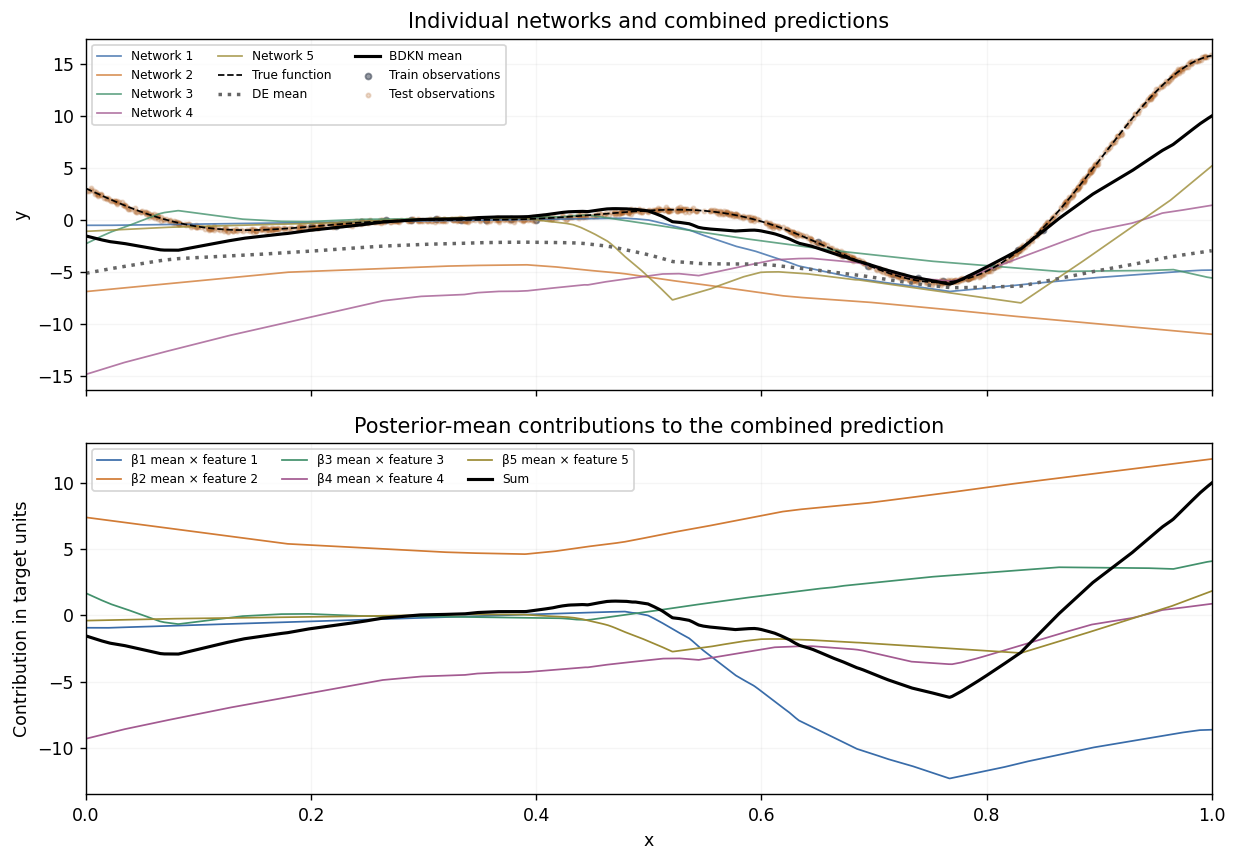 Individual networks and combined predictions
Network 1
Network 2
Network 3
Network 4
Network 5
True function
DE mean
BDKN mean
Train observations
Test observations
15
10
5
0
−5
−10
−15
y
Posterior-mean contributions to the combined prediction
β1 mean × feature 1
β2 mean × feature 2
β3 mean × feature 3
β4 mean × feature 4
β5 mean × feature 5
Sum
10
5
0
−5
−10
Contribution in target units
0.0 0.2 0.4 0.6 0.8 1.0
x